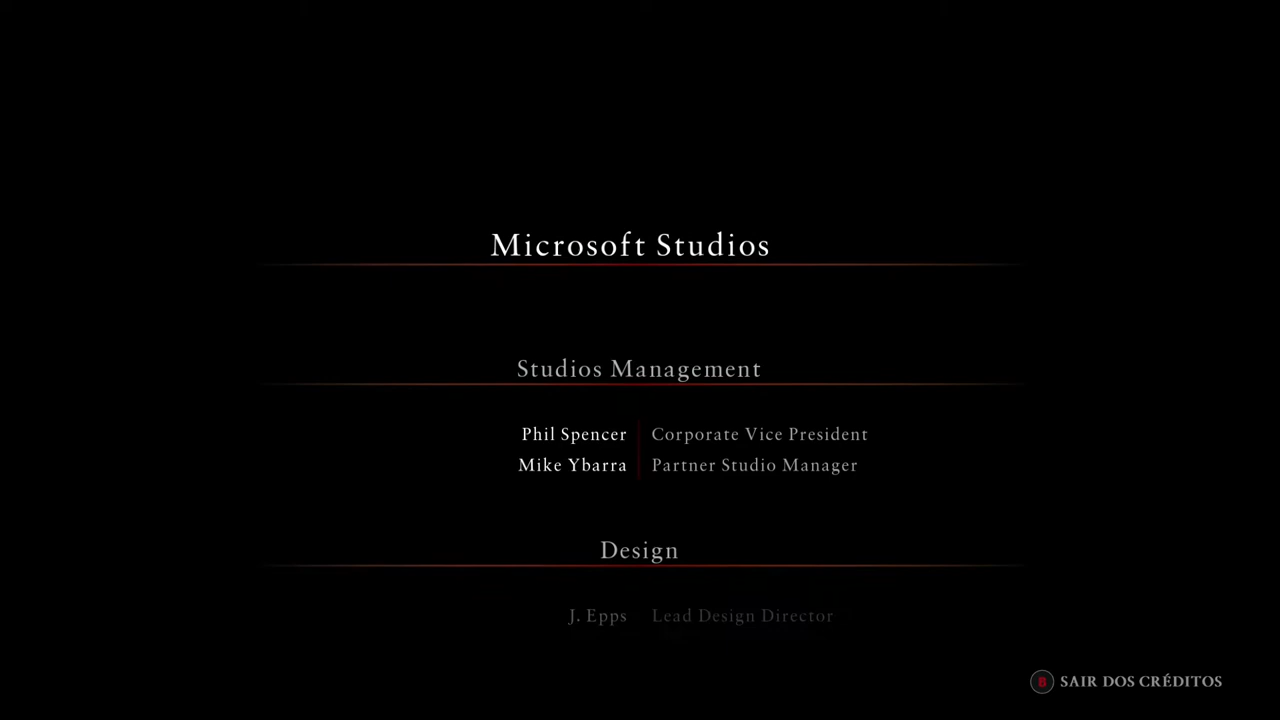 Microsoft Studios
Studios Management
Phil Spencer Corporate Vice President
Mike Ybarra Partner Studio Manager
Design
J. Epps Lead Design Director
B SAIR DOS CRÉDITOS